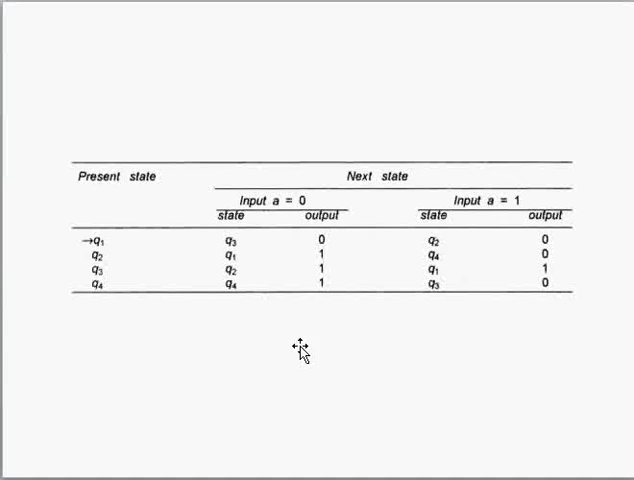 Present state Next state
Input a = 0 Input a = 1
state output state output
→q₁ q₃ 0 q₂ 0
q₂ q₁ 1 q₄ 0
q₃ q₂ 1 q₁ 1
q₄ q₄ 1 q₃ 0